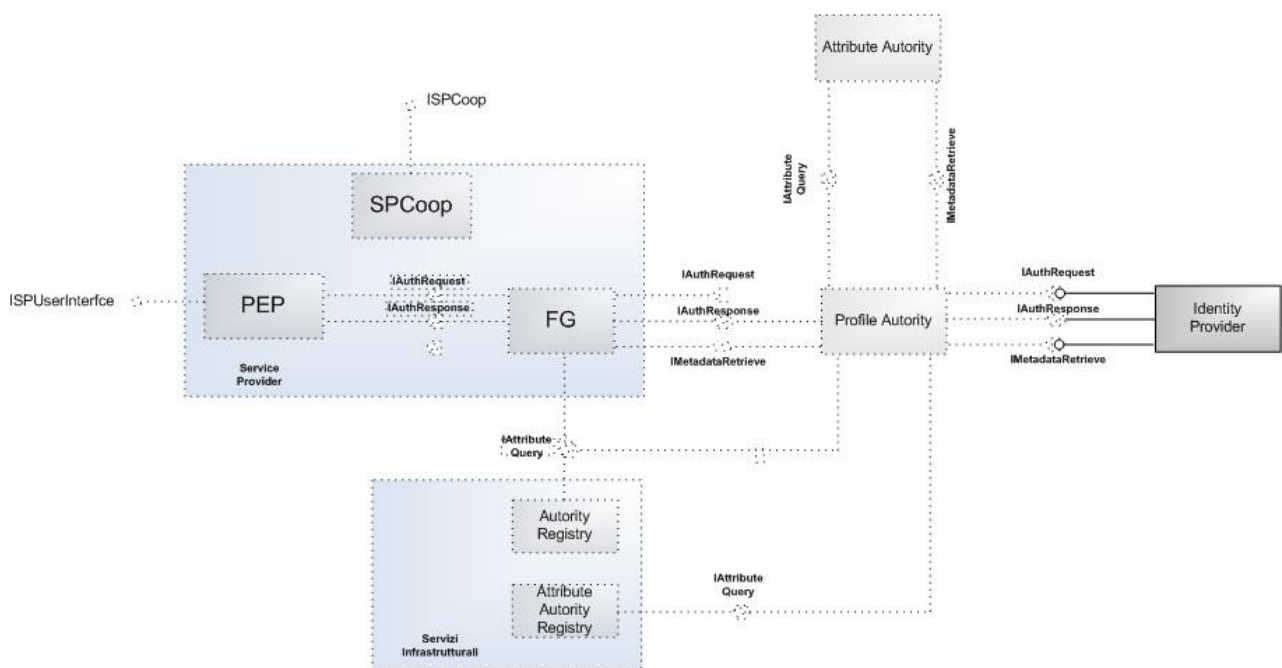 Attribute Autority
ISPCoop
IAttribute
Query
IMetadataRetrieve
SPCoop
IAuthRequest
IAuthRequest
IAuthRequest
ISPUserInterfce
PEP
IAuthResponse
FG
IAuthResponse
Profile Autority
IAuthResponse
Identity
Provider
IMetadataRetrieve
IMetadataRetrieve
Service
Provider
IAttribute
Query
Autority
Registry
IAttribute
Query
Attribute
Autority
Registry
Servizi
Infrastrutturali